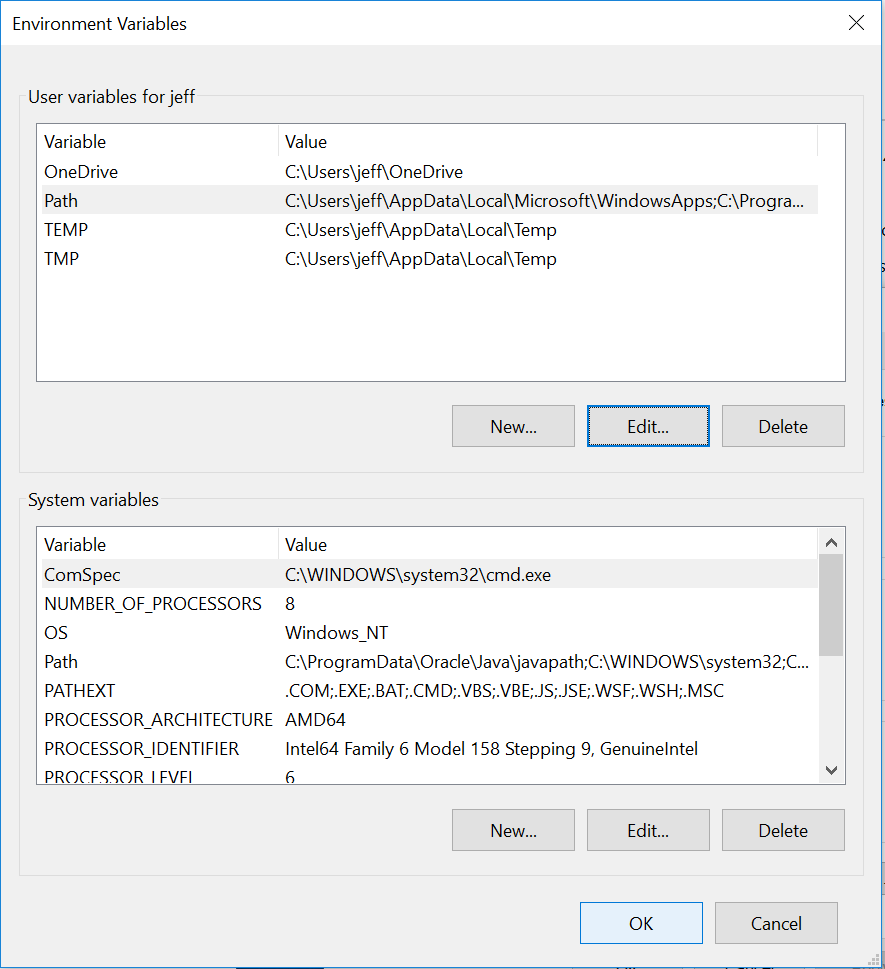 Environment Variables
User variables for jeff
Variable Value
OneDrive C:\Users\jeff\OneDrive
Path C:\Users\jeff\AppData\Local\Microsoft\WindowsApps;C:\Progra...
TEMP C:\Users\jeff\AppData\Local\Temp
TMP C:\Users\jeff\AppData\Local\Temp
New... Edit... Delete
System variables
Variable Value
ComSpec C:\WINDOWS\system32\cmd.exe
NUMBER_OF_PROCESSORS 8
OS Windows_NT
Path C:\ProgramData\Oracle\Java\javapath;C:\WINDOWS\system32;C...
PATHEXT .COM;.EXE;.BAT;.CMD;.VBS;.VBE;.JS;.JSE;.WSF;.WSH;.MSC
PROCESSOR_ARCHITECTURE AMD64
PROCESSOR_IDENTIFIER Intel64 Family 6 Model 158 Stepping 9, GenuineIntel
PROCESSOR_LEVEL 6
New... Edit... Delete
OK Cancel